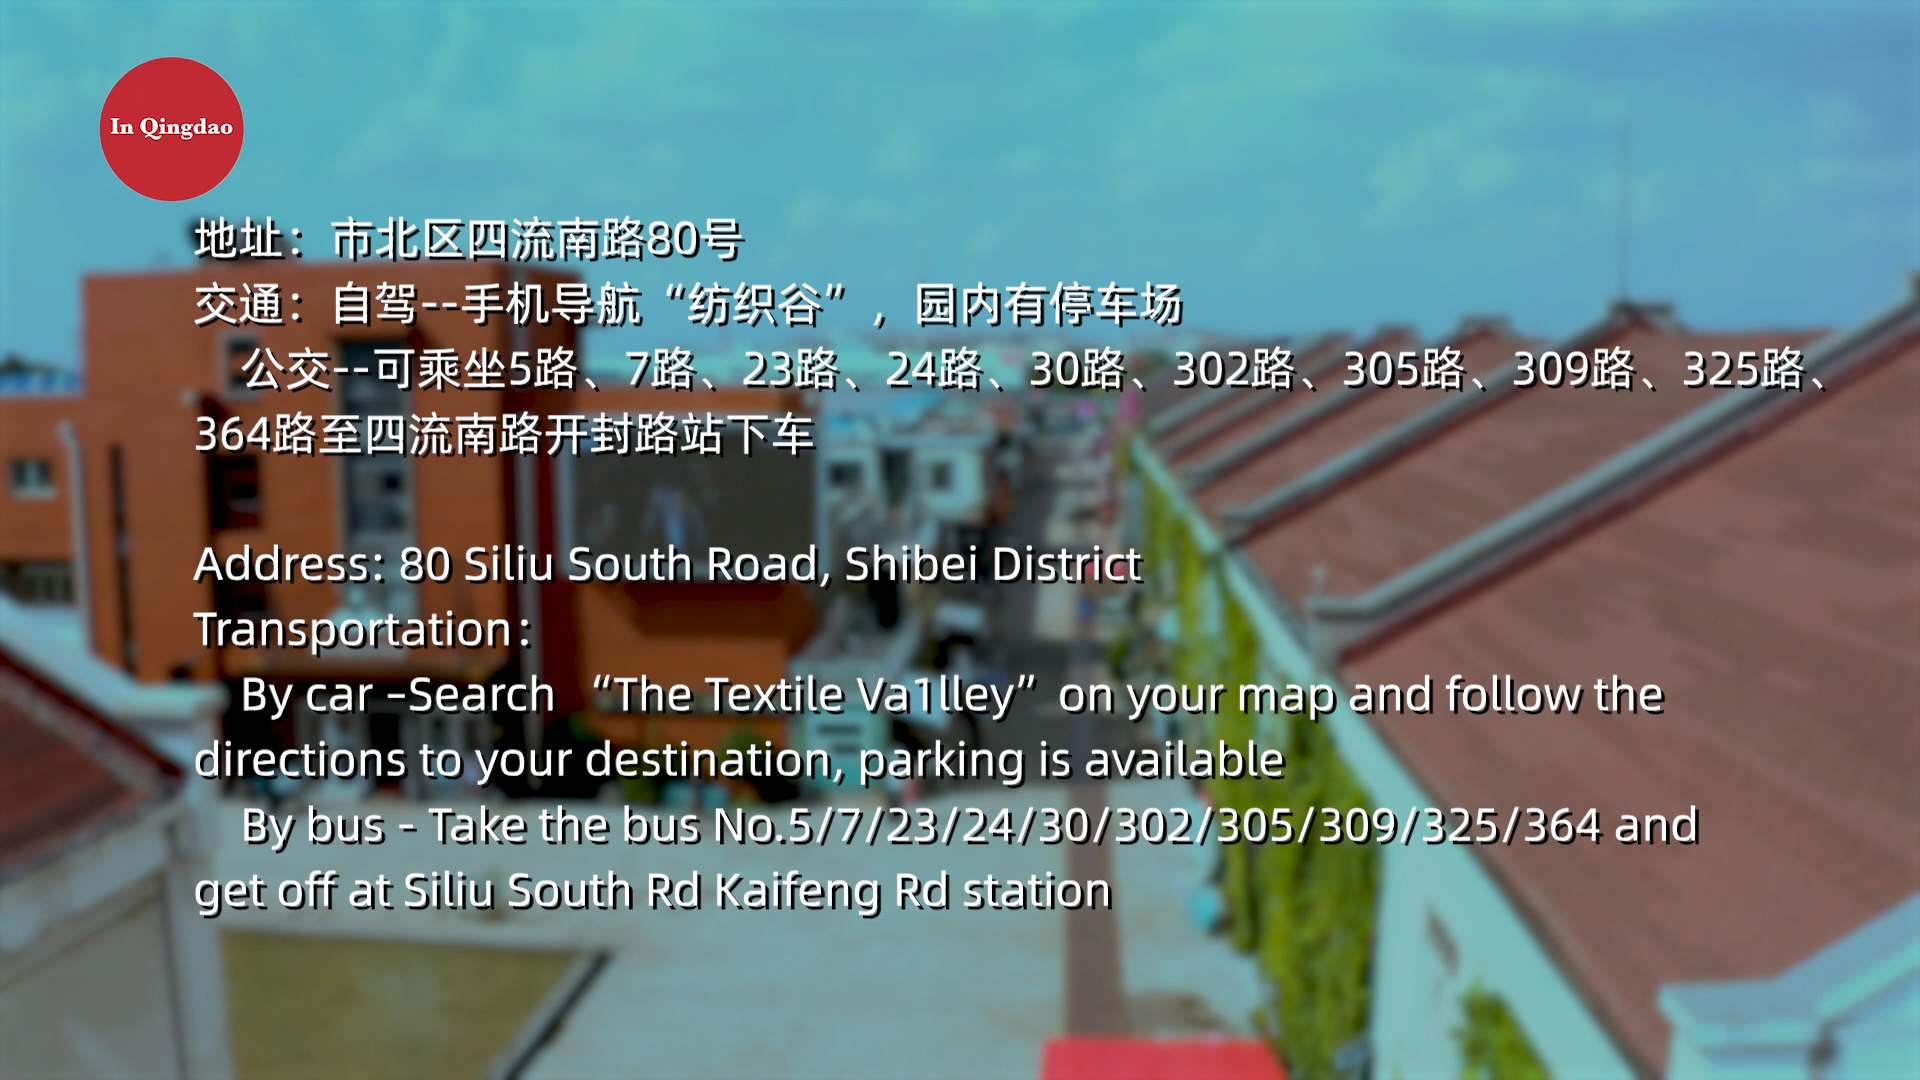 In Qingdao
地址：市北区四流南路80号
交通：自驾--手机导航“纺织谷”，园内有停车场
公交--可乘坐5路、7路、23路、24路、30路、302路、305路、309路、325路、
364路至四流南路开封路站下车
Address: 80 Siliu South Road, Shibei District
Transportation：
By car –Search “The Textile Va1lley” on your map and follow the
directions to your destination, parking is available
By bus - Take the bus No.5/7/23/24/30/302/305/309/325/364 and
get off at Siliu South Rd Kaifeng Rd station